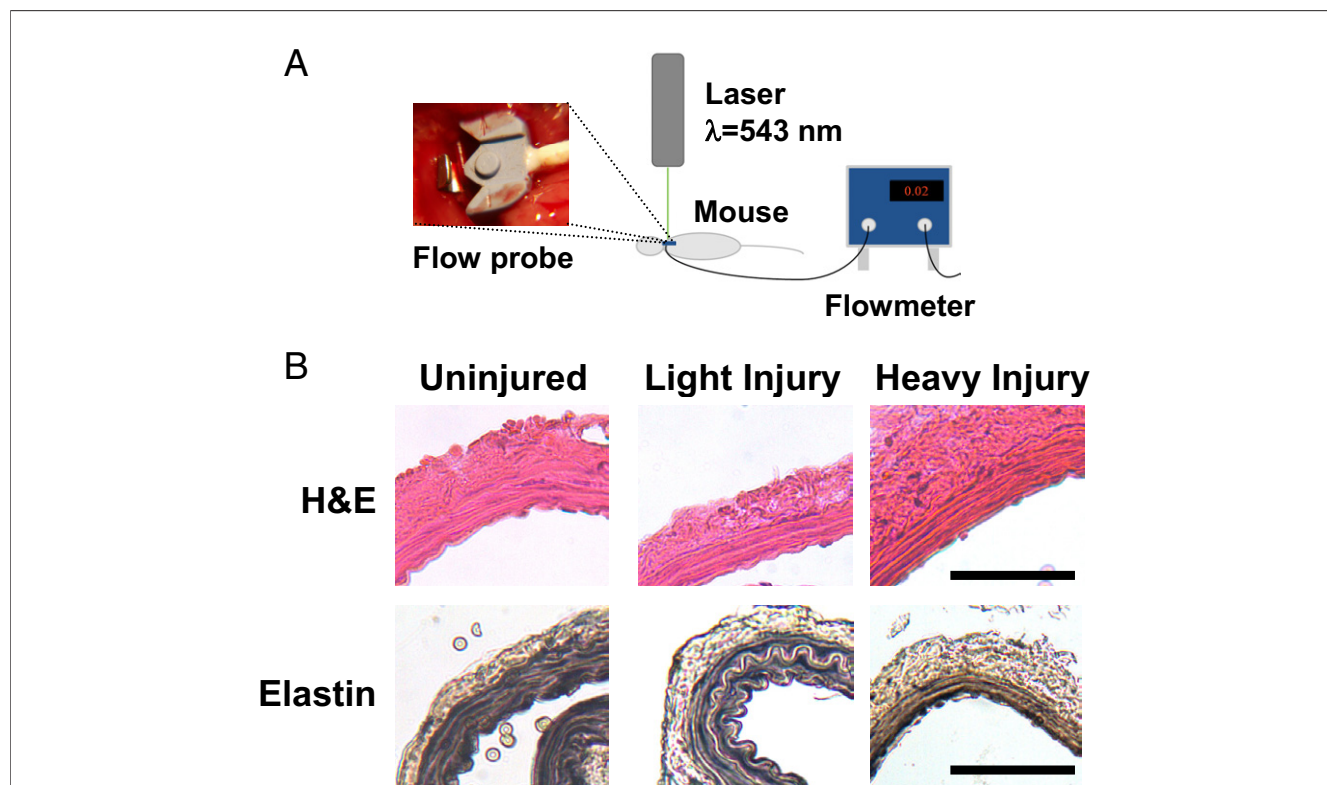 A
Laser
λ=543 nm
0.02
Mouse
Flow probe
Flowmeter
B
Uninjured Light Injury Heavy Injury
H&E
Elastin